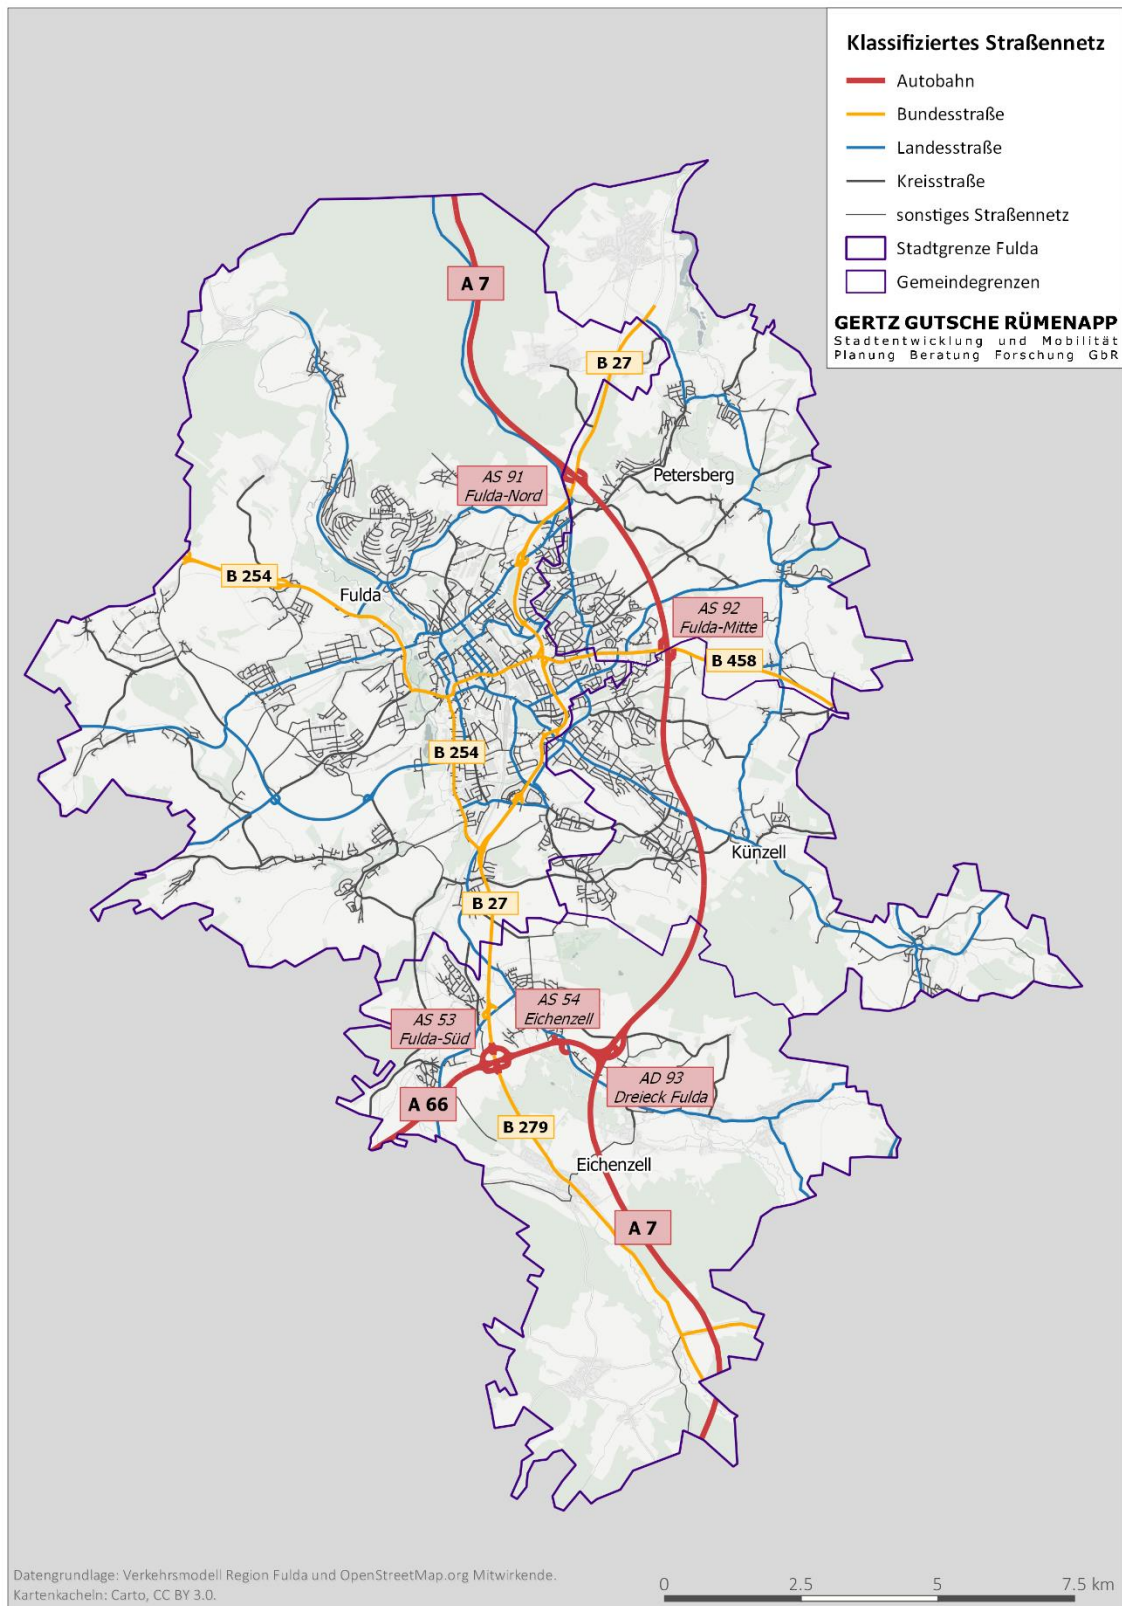 Klassifiziertes Straßennetz
Autobahn
Bundesstraße
Landesstraße
Kreisstraße
sonstiges Straßennetz
Stadtgrenze Fulda
Gemeindegrenzen
GERTZ GUTSCHE RÜMENAPP
Stadtentwicklung und Mobilität
Planung Beratung Forschung GbR
A 7
B 27
AS 91
Fulda-Nord
Petersberg
B 254
Fulda
AS 92
Fulda-Mitte
B 458
B 254
Künzell
B 27
AS 54
Eichenzell
AS 53
Fulda-Süd
AD 93
Dreieck Fulda
A 66
B 279
Eichenzell
A 7
Datengrundlage: Verkehrsmodell Region Fulda und OpenStreetMap.org Mitwirkende.
Kartenkacheln: Carto, CC BY 3.0.
0 2.5 5 7.5 km